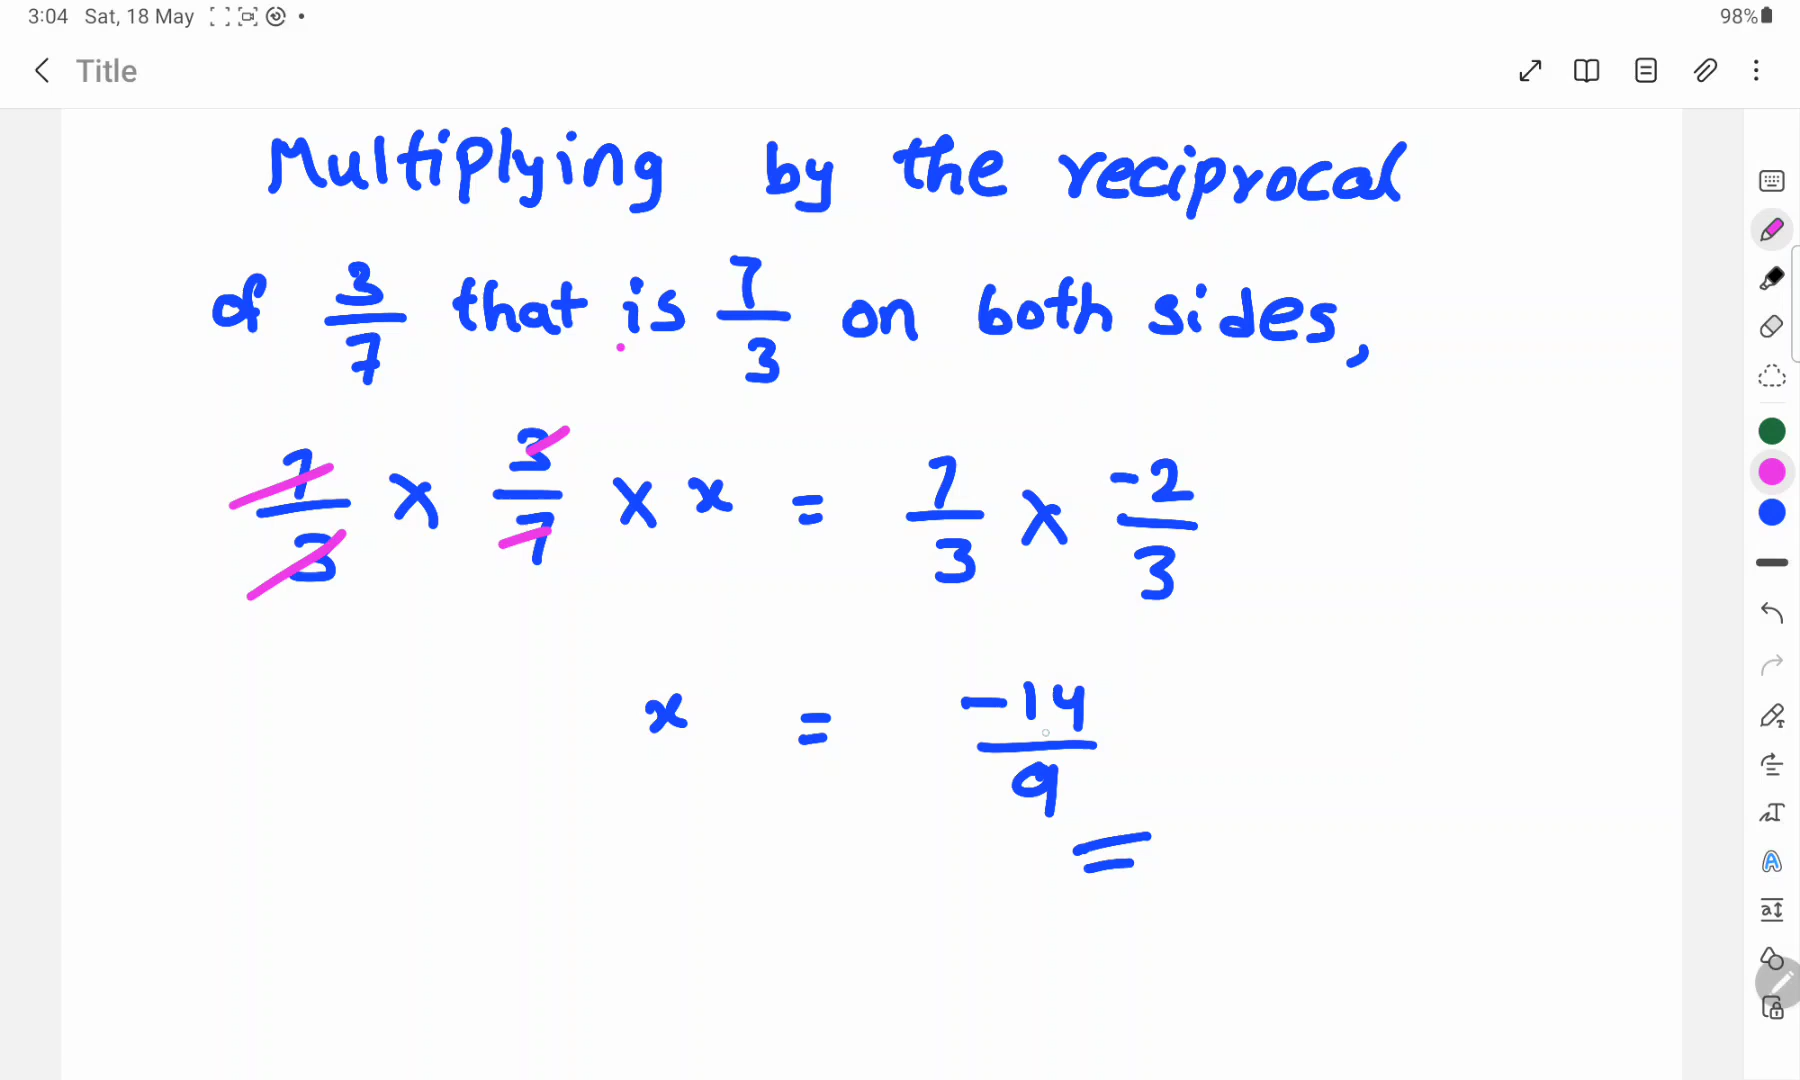 3:04 Sat, 18 May
98%
Title
Multiplying by the reciprocal
of 3/7 that is 7/3 on both sides,
7/3 × 3/7 × x = 7/3 × -2/3
x = -14/9